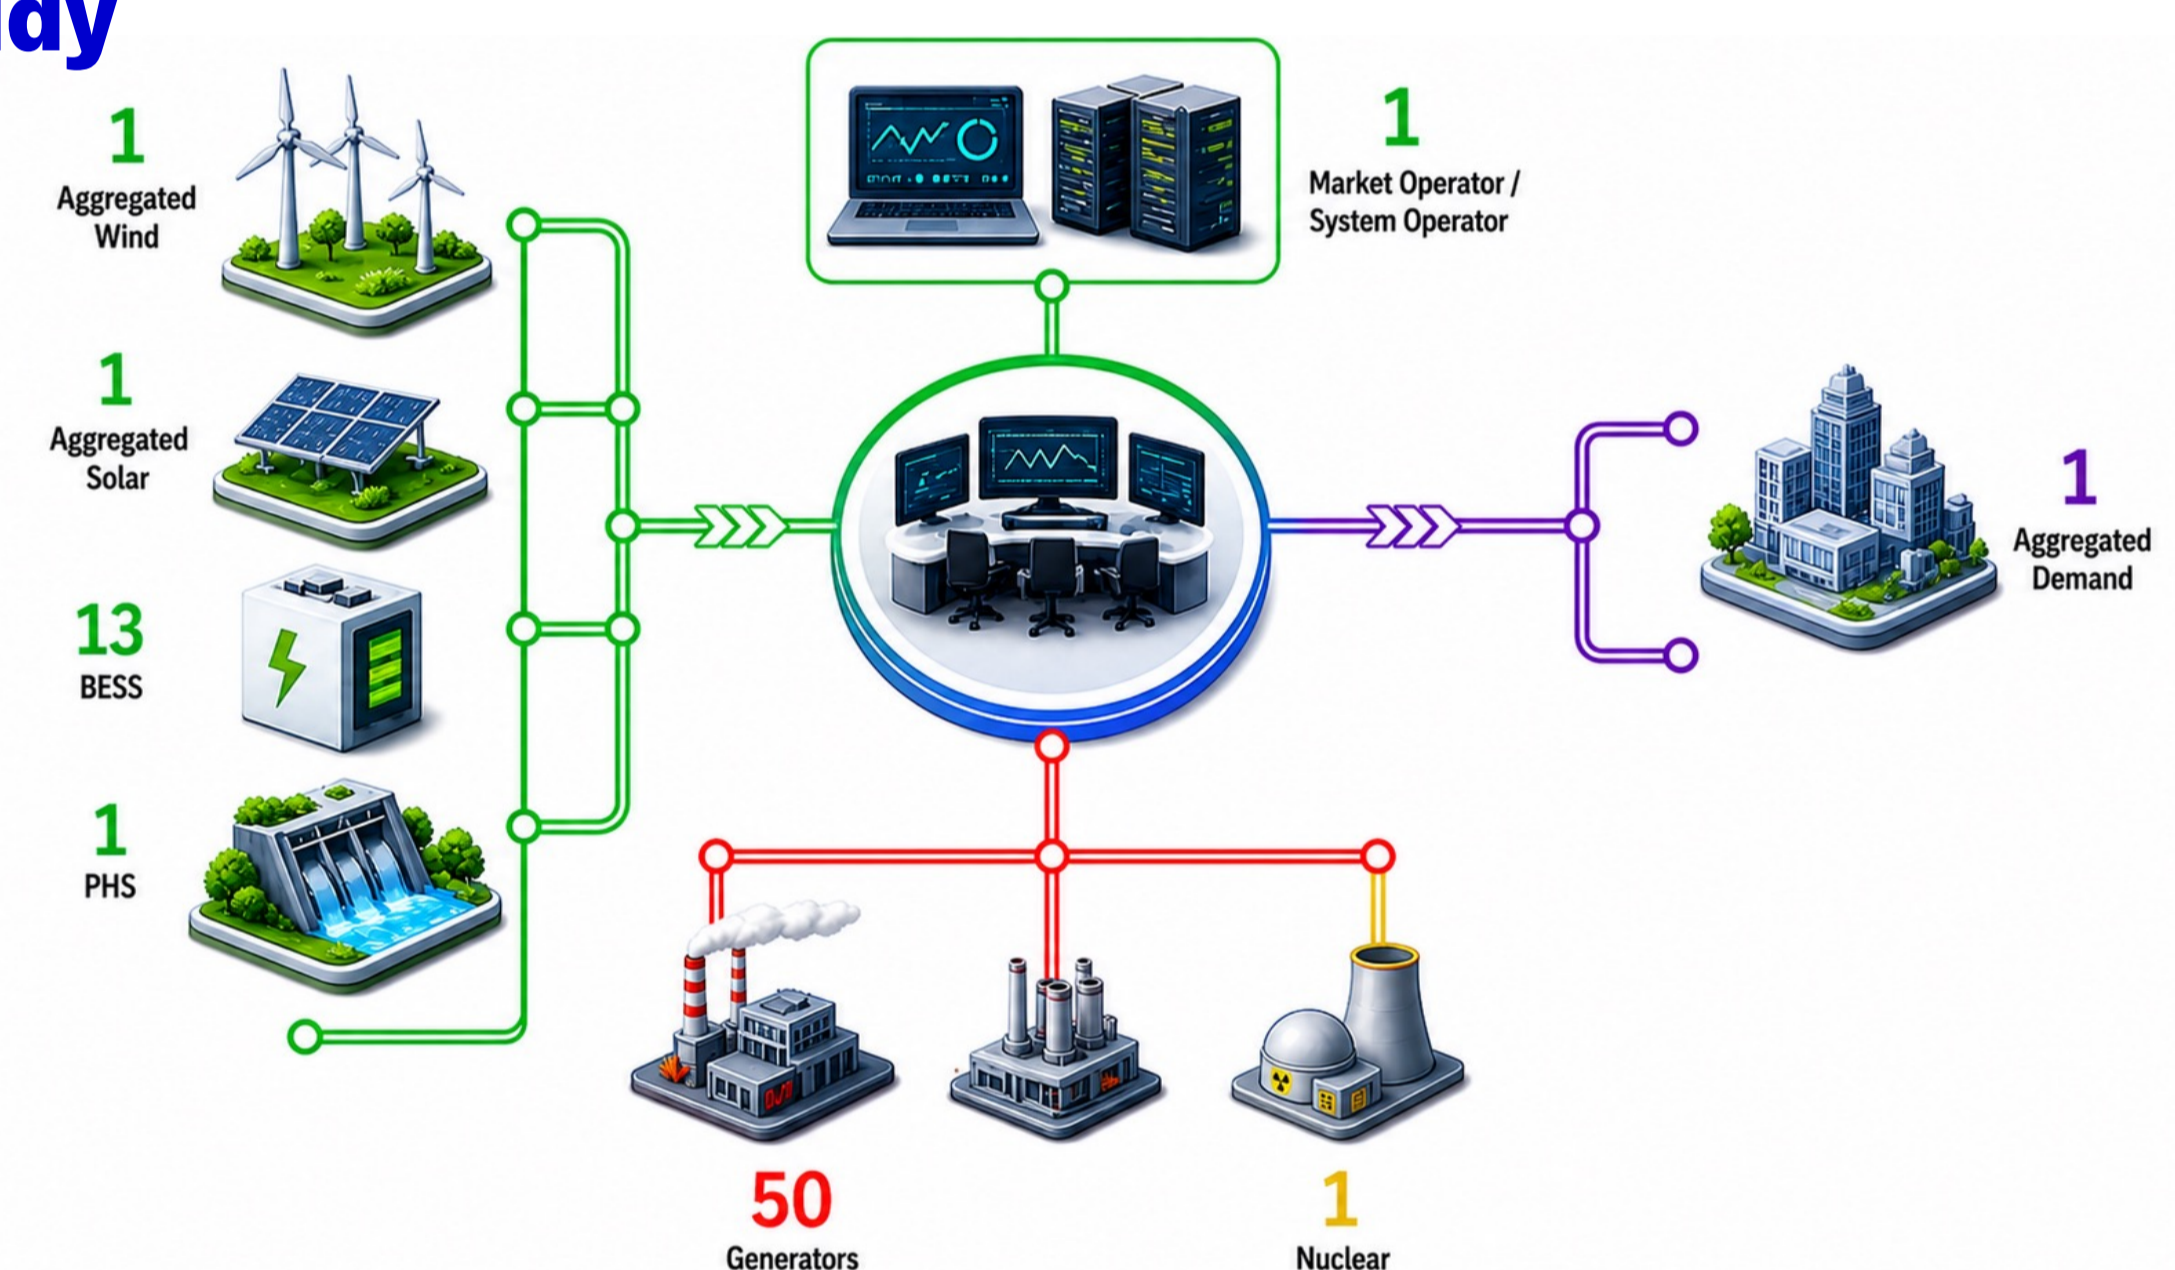 1
Aggregated
Wind
1
Aggregated
Solar
13
BESS
1
PHS
1
Market Operator /
System Operator
1
Aggregated
Demand
50
Generators
1
Nuclear